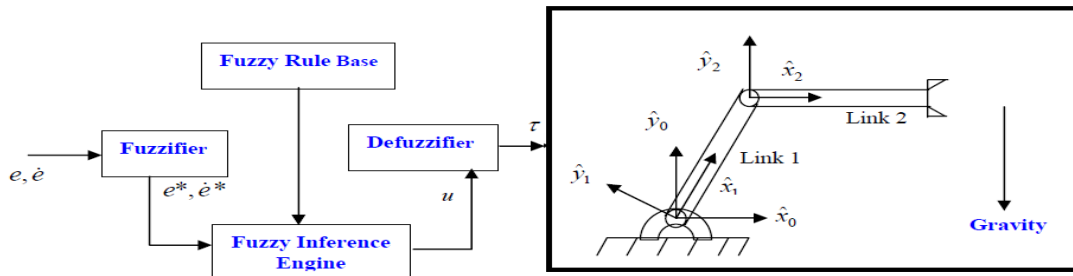 Fuzzy Rule Base
Fuzzifier
Defuzzifier
Fuzzy Inference
Engine
e, ė
e*, ė*
u
τ
ŷ₂
x̂₂
Link 2
ŷ₀
Link 1
ŷ₁
x̂₁
x̂₀
Gravity